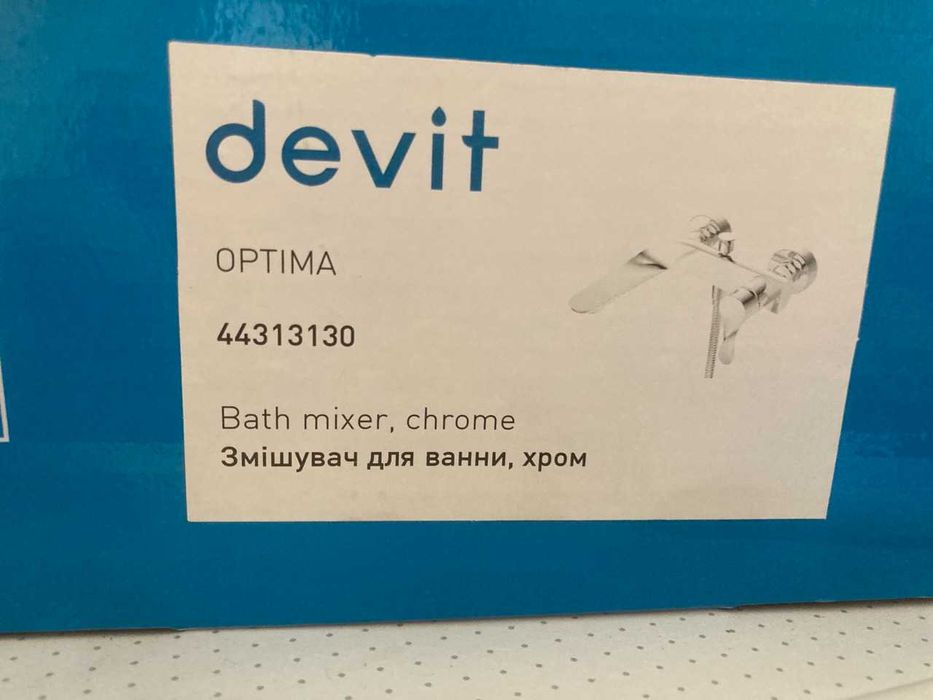 devit
OPTIMA
44313130
Bath mixer, chrome
Змішувач для ванни, хром